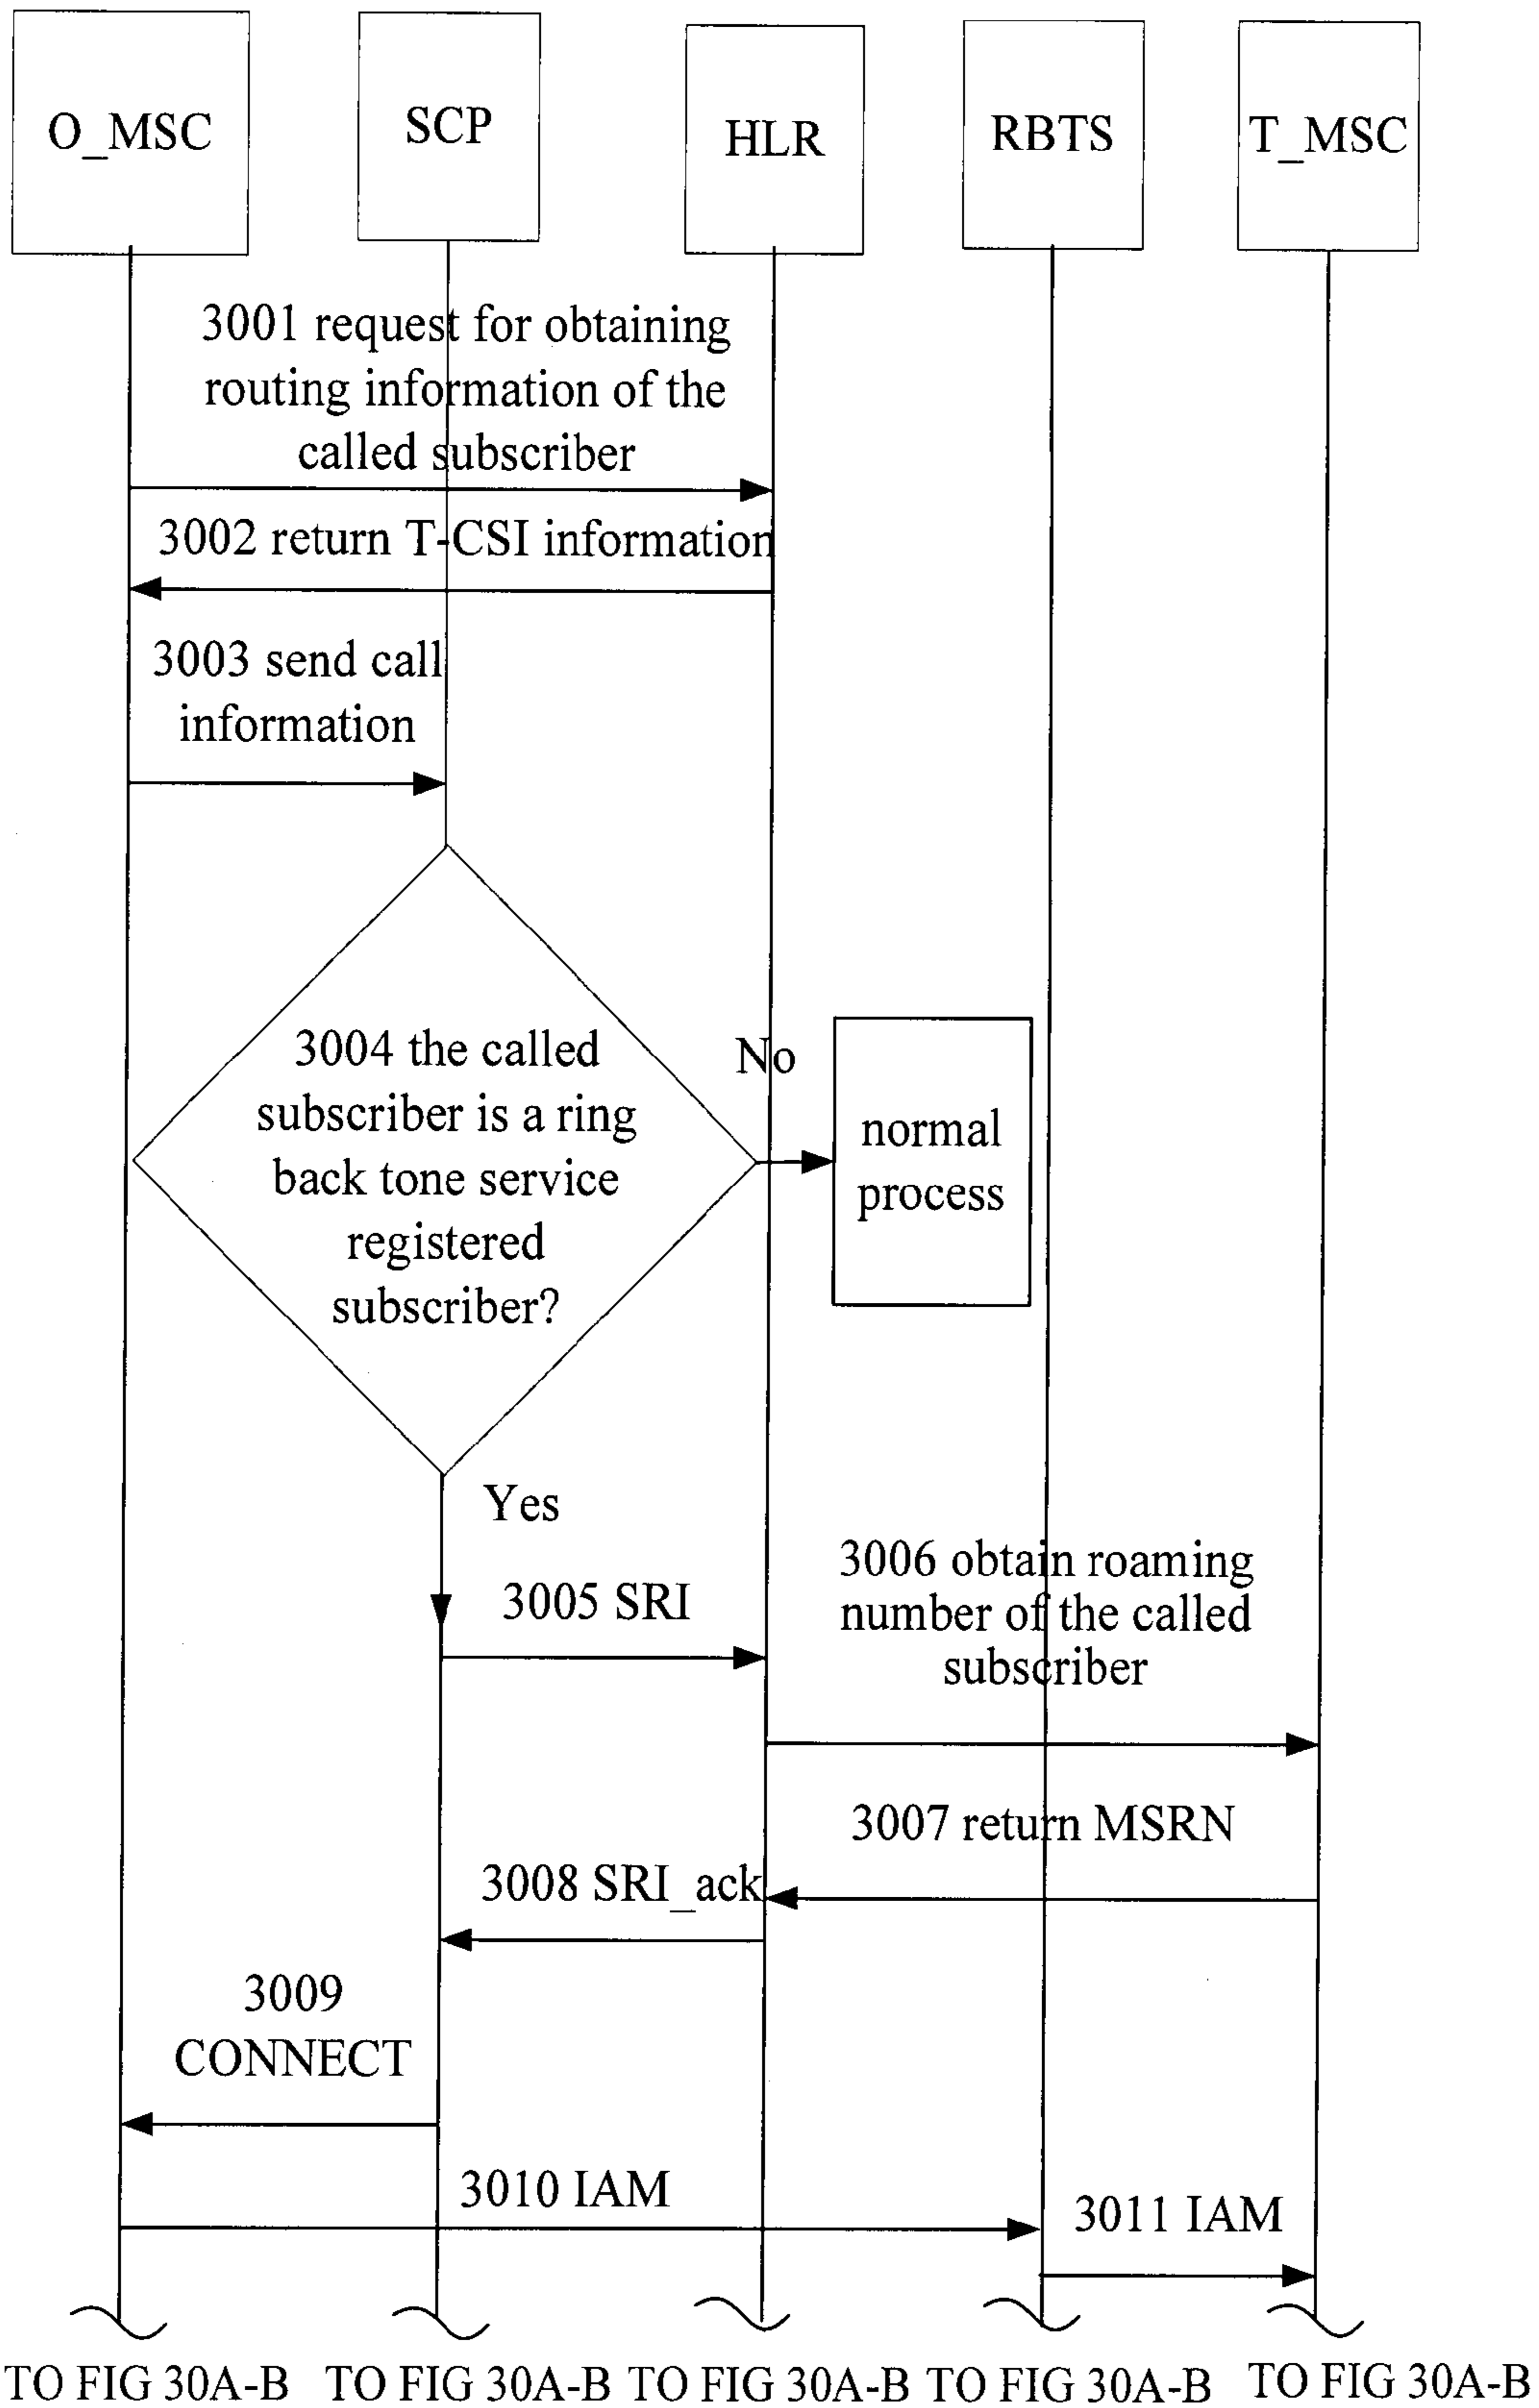 O_MSC
SCP
HLR
RBTS
T_MSC
3001 request for obtaining
routing information of the
called subscriber
3002 return T-CSI information
3003 send call
information
3004 the called
subscriber is a ring
back tone service
registered
subscriber?
No
normal
process
Yes
3005 SRI
3006 obtain roaming
number of the called
subscriber
3007 return MSRN
3008 SRI_ack
3009
CONNECT
3010 IAM
3011 IAM
TO FIG 30A-B
TO FIG 30A-B
TO FIG 30A-B
TO FIG 30A-B
TO FIG 30A-B